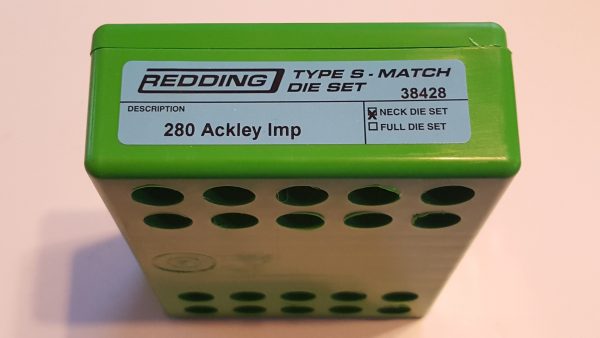 REDDING TYPE S - MATCH
DIE SET
38428
DESCRIPTION
280 Ackley Imp
NECK DIE SET
FULL DIE SET